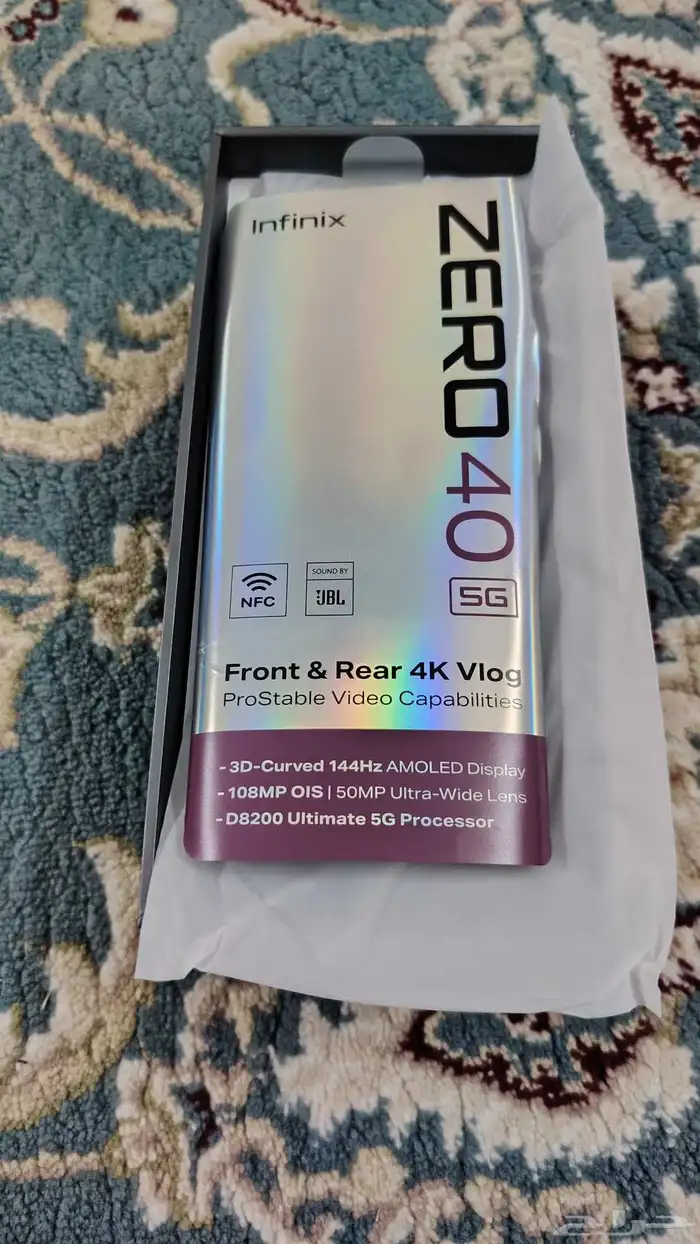 Infinix
ZERO 40
5G
NFC
SOUND BY
JBL
Front & Rear 4K Vlog
ProStable Video Capabilities
- 3D-Curved 144Hz AMOLED Display
- 108MP OIS | 50MP Ultra-Wide Lens
- D8200 Ultimate 5G Processor
حراج